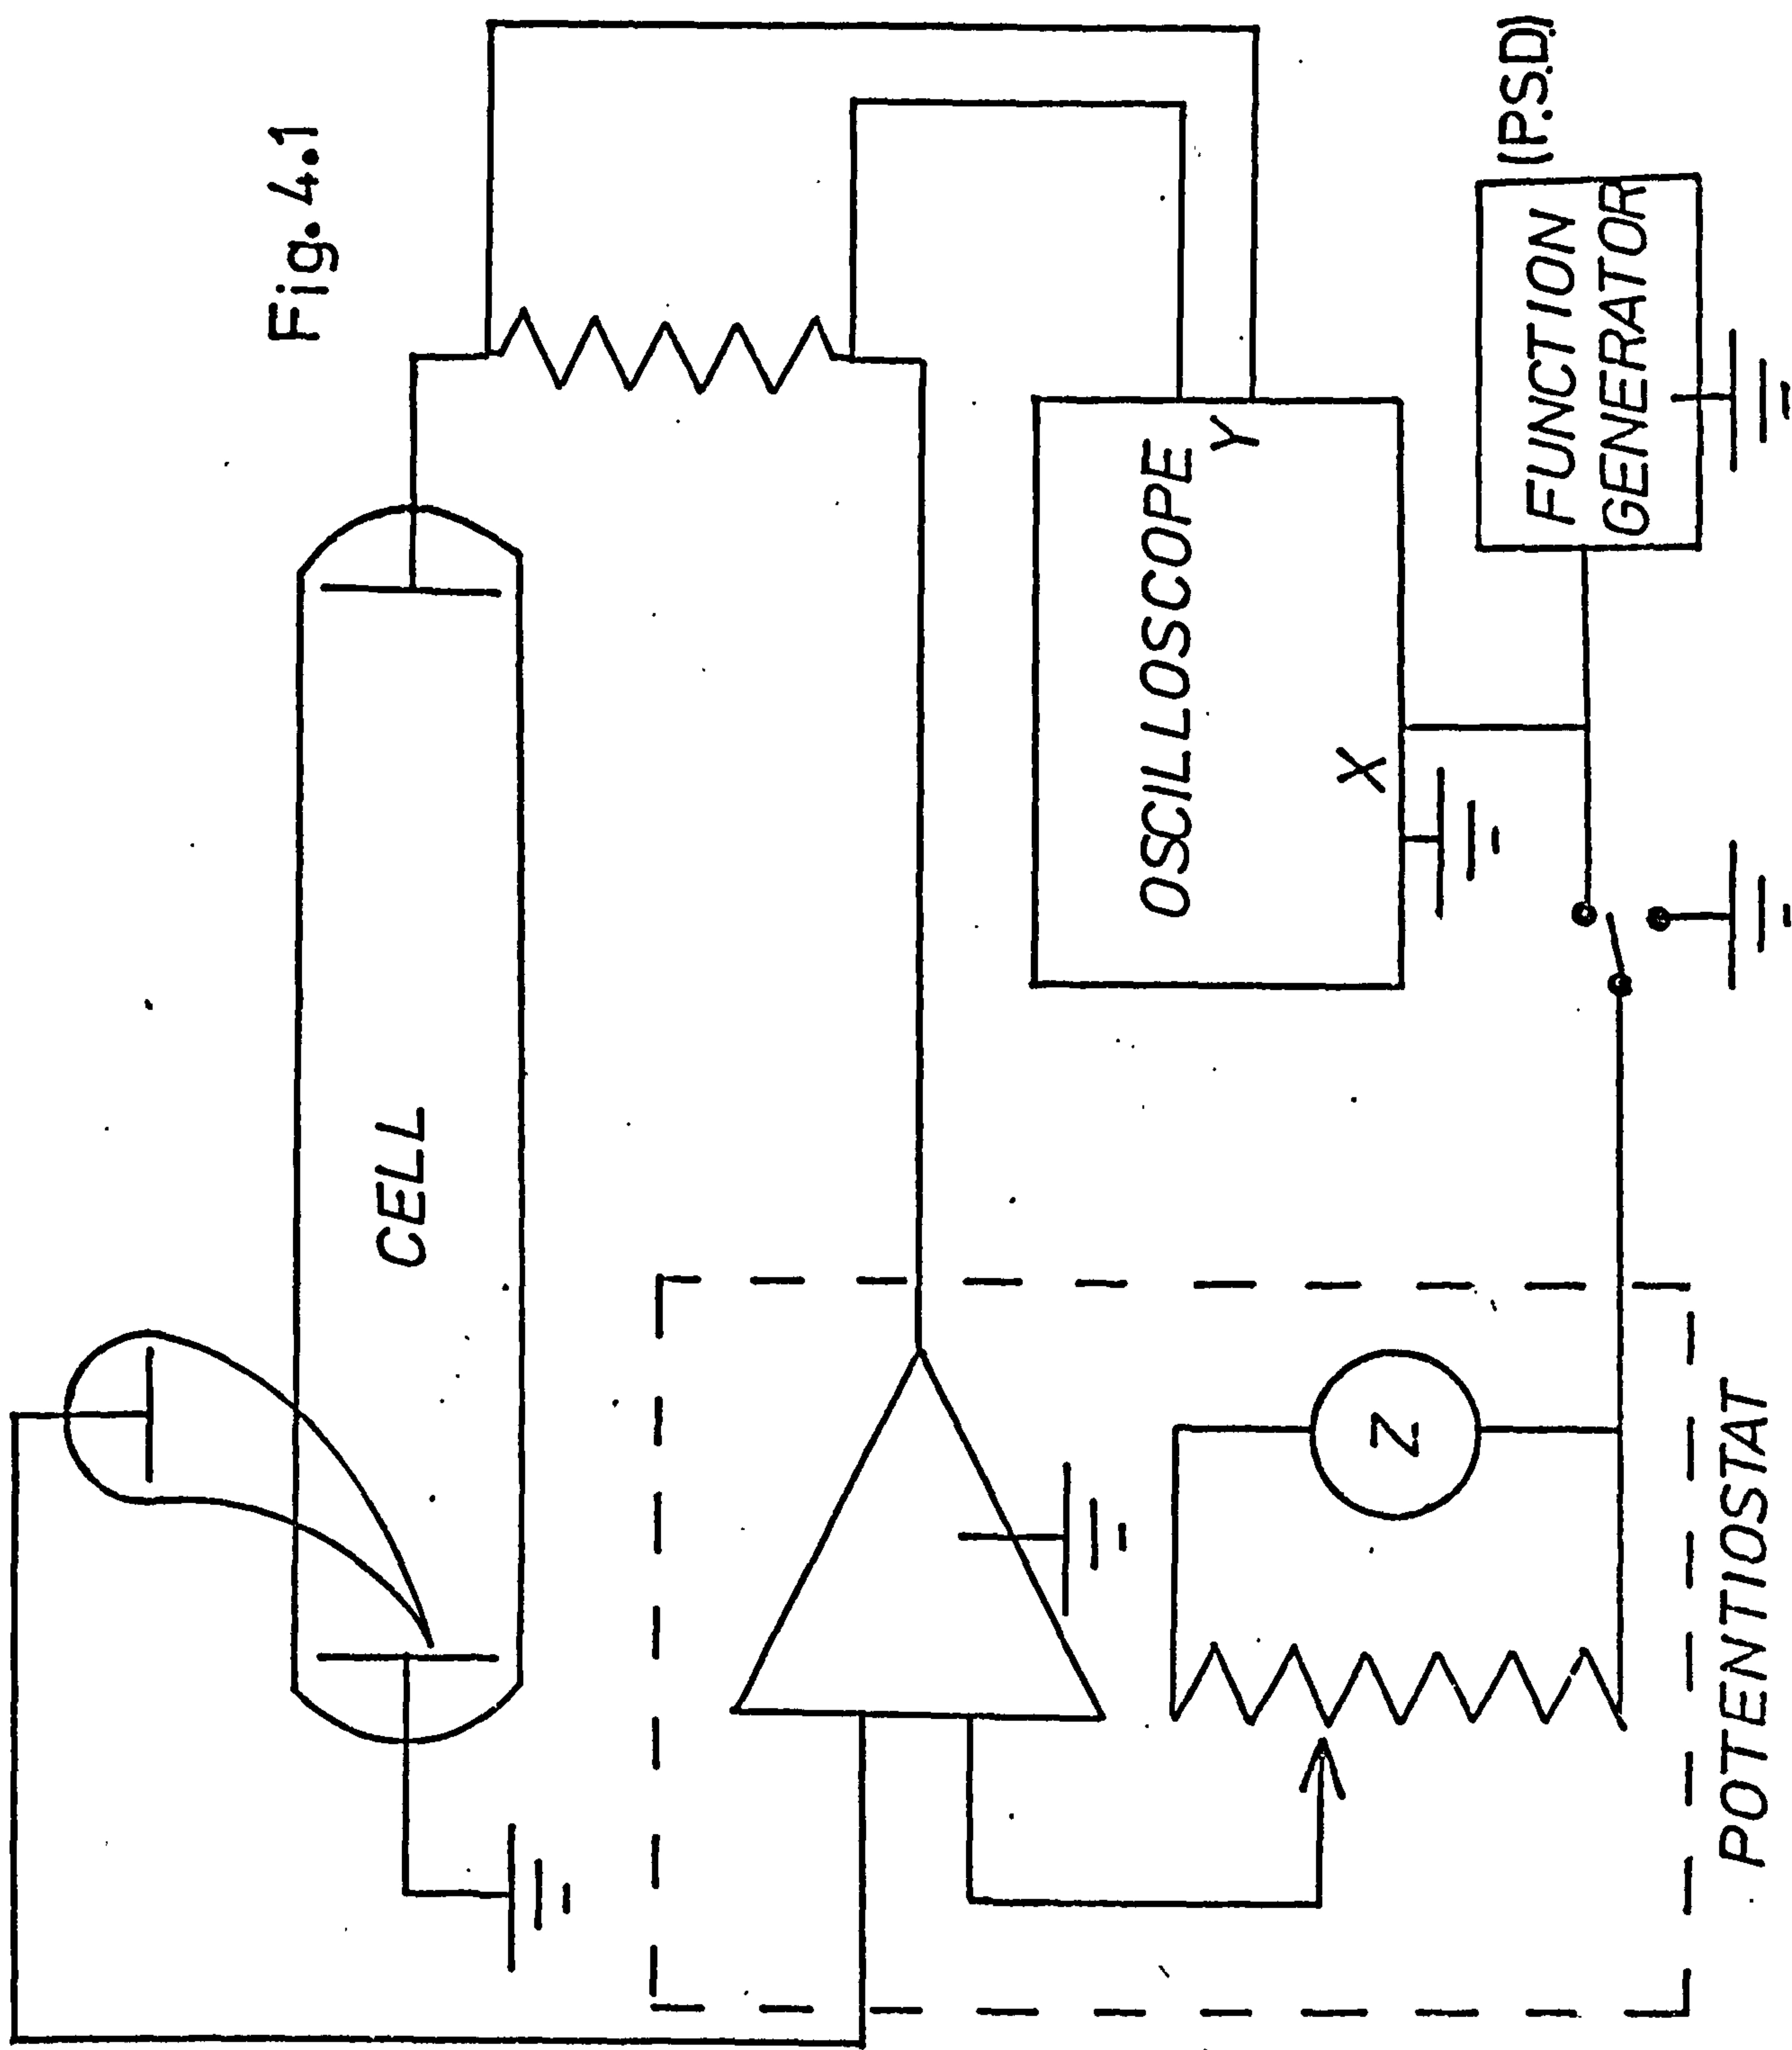 Fig. 4.1
CELL
OSCILLOSCOPE
Y
X
(P.S.D)
FUNCTION
GENERATOR
Z
POTENTIOSTAT